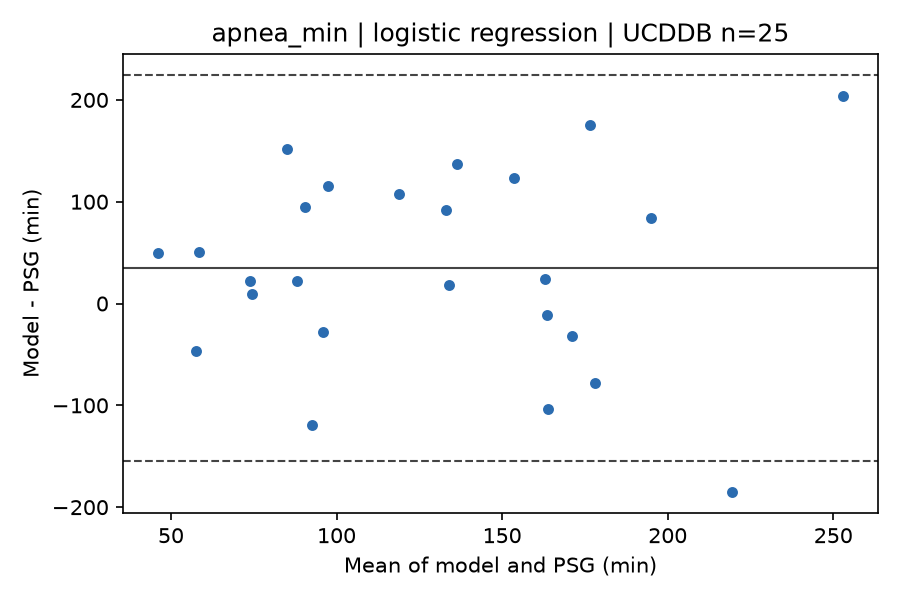 apnea_min | logistic regression | UCDDB n=25
200
100
0
−100
−200
Model - PSG (min)
50 100 150 200 250
Mean of model and PSG (min)